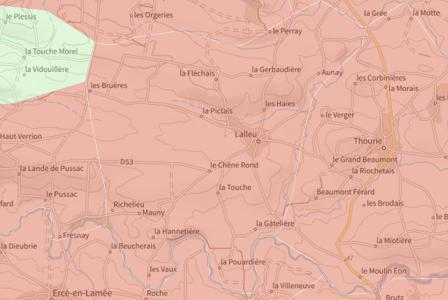 les Orgeries
la Grée
la Motte
le Plessis
le Perray
la Touche Morel
la Vidouillère
la Fléchais
la Gerbaudière
Aunay
les Corbinières
la Morais
les Bruères
la Pictais
les Haies
le Verger
Haut Verrion
Lalleu
Thourie
la Lande de Pussac
D53
le Chêne Rond
le Grand Beaumont
la Riochetais
le Pussac
la Touche
Beaumont Férard
Richelieu
Mauny
les Brodais
la Gâtelière
Fresnay
la Hannetière
la Dieubrie
la Beucherais
la Miotière
les Vaux
la Pouardière
le Moulin Éon
Ercé-en-Lamée
Roche
la Villeneuve
Brutz